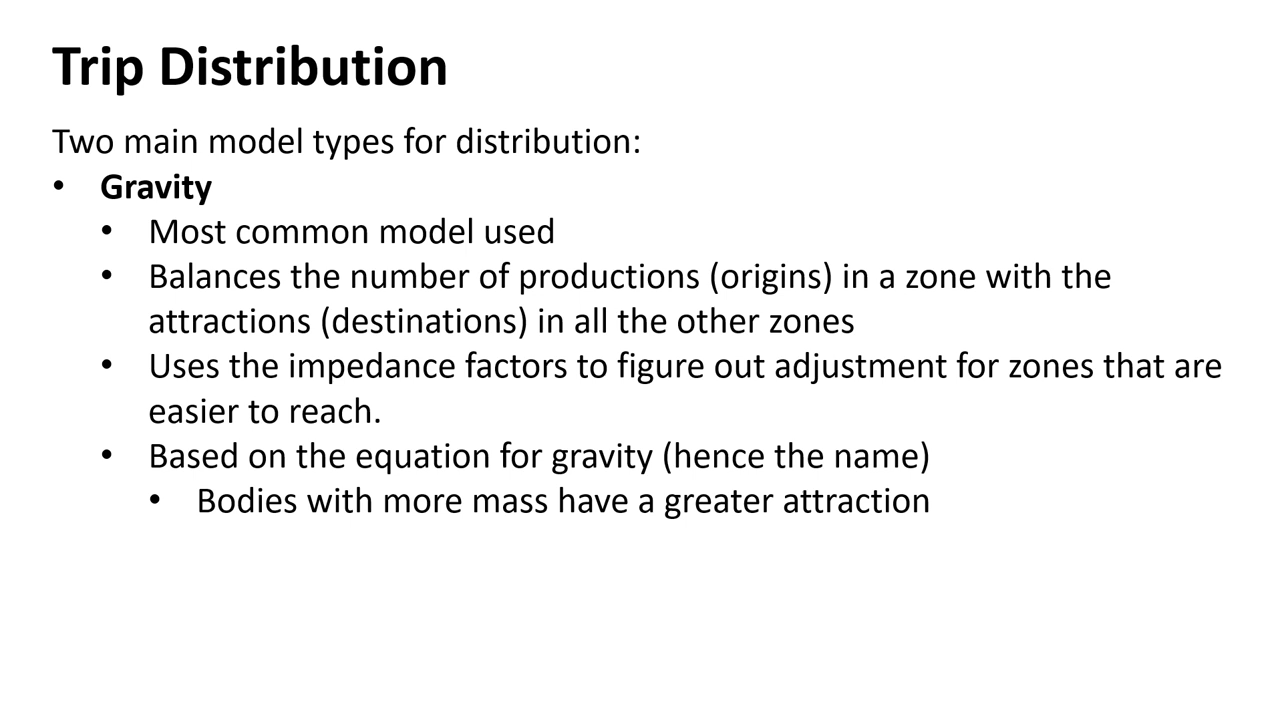 Trip Distribution
Two main model types for distribution:
• Gravity
• Most common model used
• Balances the number of productions (origins) in a zone with the
attractions (destinations) in all the other zones
• Uses the impedance factors to figure out adjustment for zones that are
easier to reach.
• Based on the equation for gravity (hence the name)
• Bodies with more mass have a greater attraction